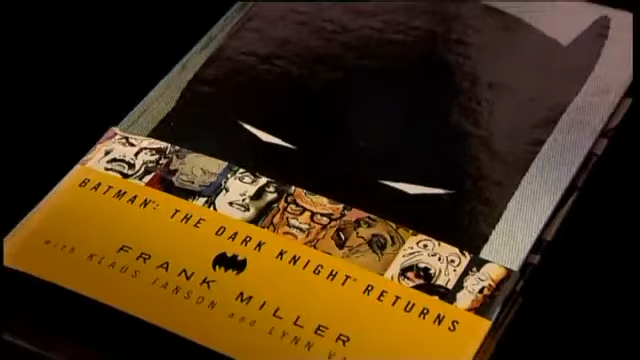 BATMAN: THE DARK KNIGHT RETURNS
FRANK MILLER
with KLAUS JANSON and LYNN